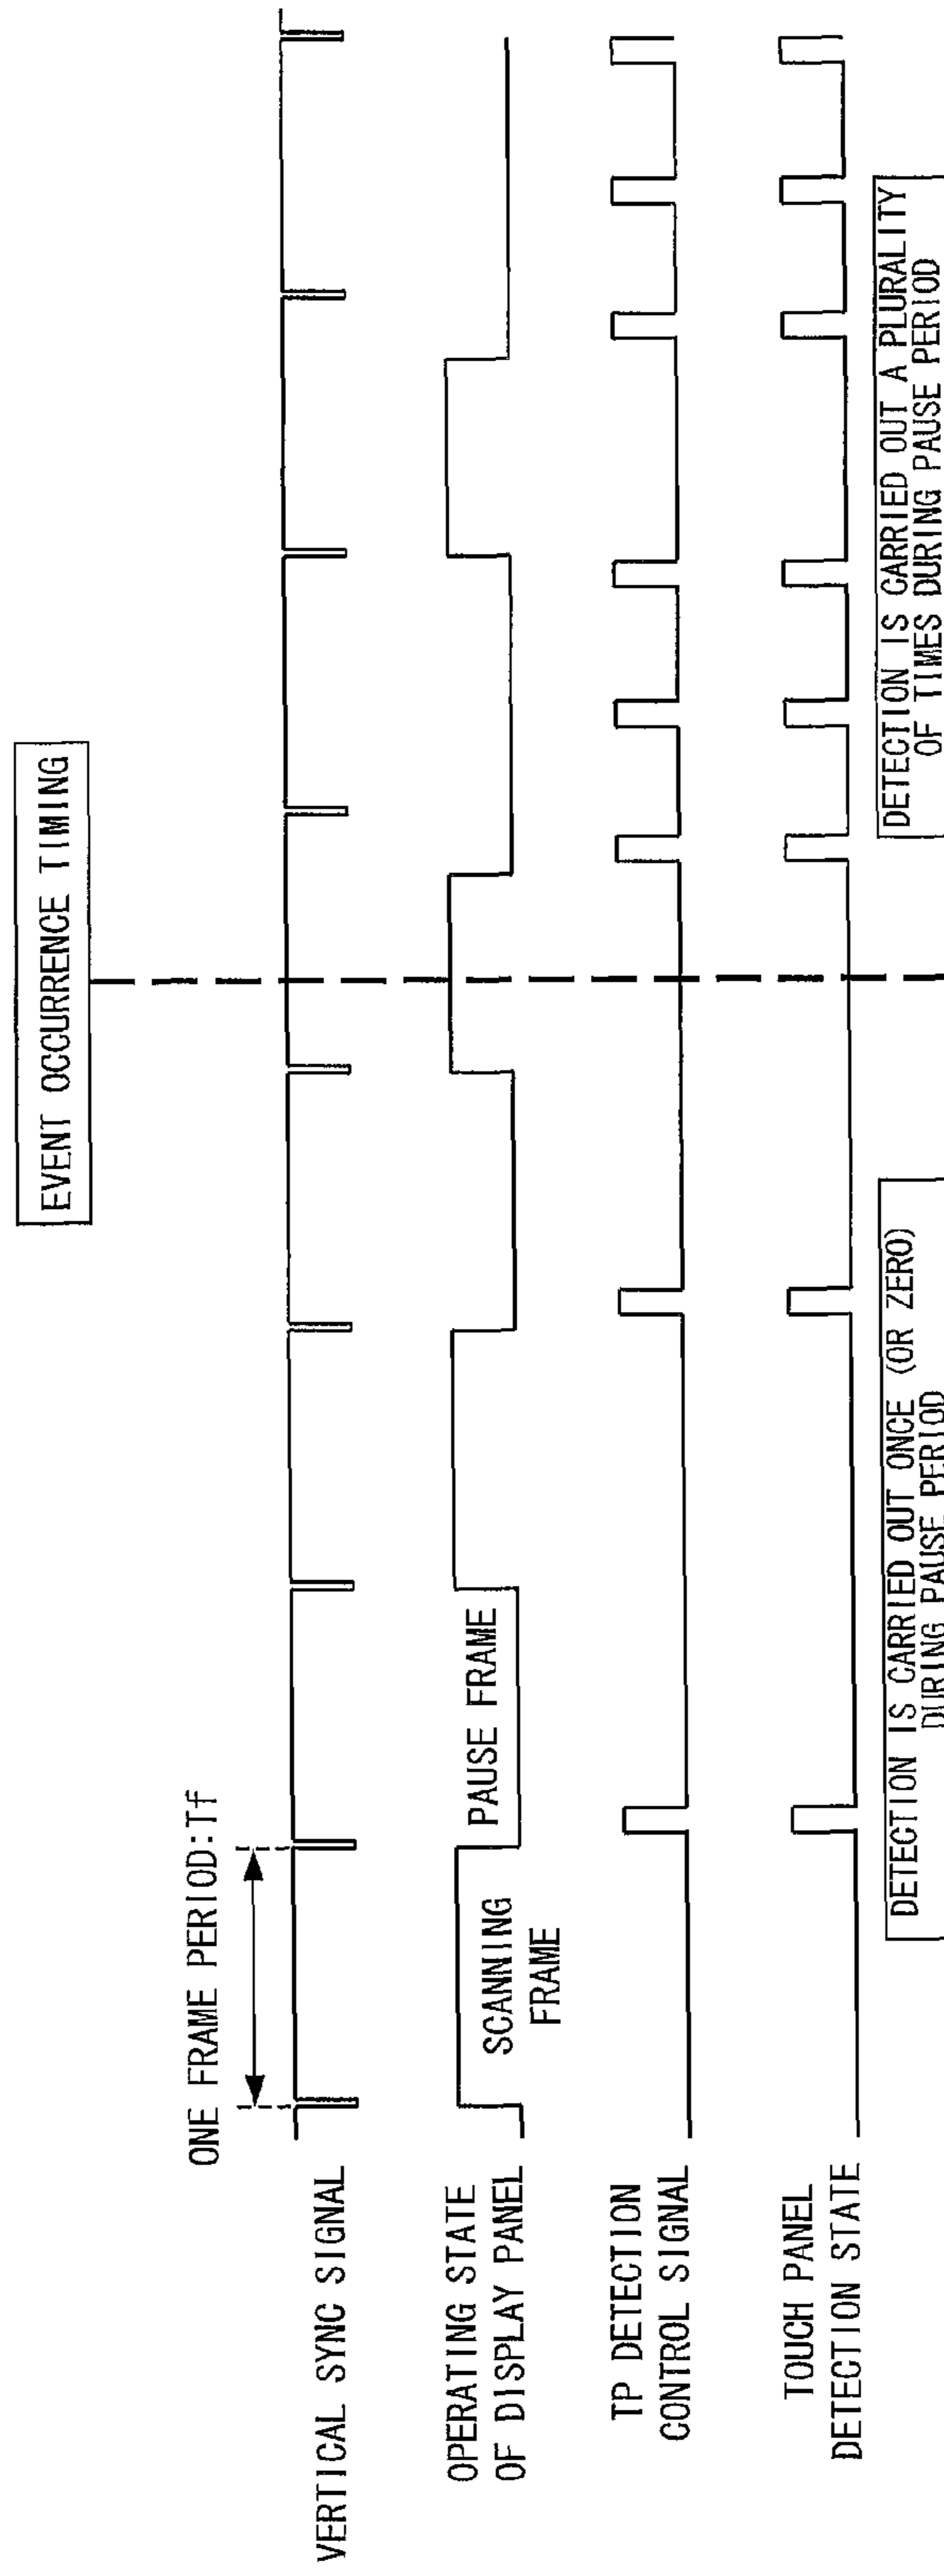 EVENT OCCURRENCE TIMING
ONE FRAME PERIOD:Tf
VERTICAL SYNC SIGNAL
OPERATING STATE
OF DISPLAY PANEL
SCANNING
FRAME
PAUSE FRAME
TP DETECTION
CONTROL SIGNAL
TOUCH PANEL
DETECTION STATE
DETECTION IS CARRIED OUT ONCE (OR ZERO)
DURING PAUSE PERIOD
DETECTION IS CARRIED OUT A PLURALITY
OF TIMES DURING PAUSE PERIOD